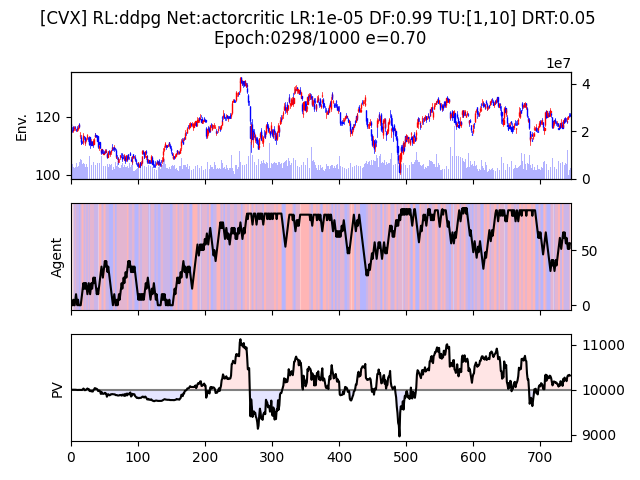 [CVX] RL:ddpg Net:actorcritic LR:1e-05 DF:0.99 TU:[1,10] DRT:0.05
Epoch:0298/1000 e=0.70
1e7
Env.
120
100
4
2
0
Agent
50
0
PV
11000
10000
9000
0 100 200 300 400 500 600 700